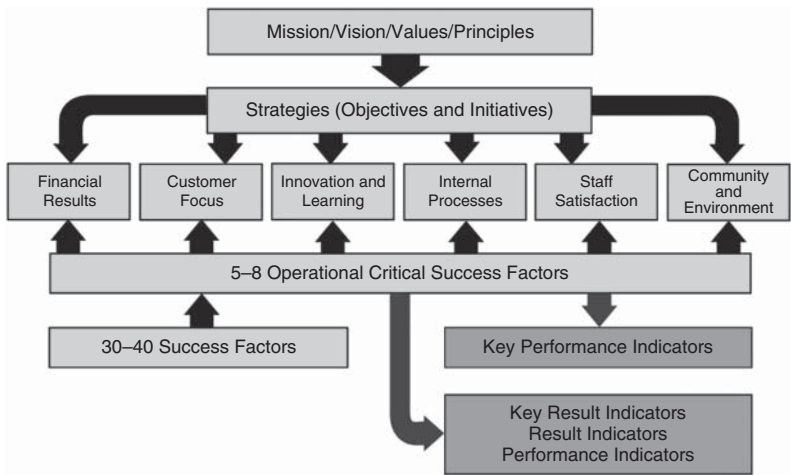 Mission/Vision/Values/Principles
Strategies (Objectives and Initiatives)
Financial
Results
Customer
Focus
Innovation and
Learning
Internal
Processes
Staff
Satisfaction
Community
and
Environment
5–8 Operational Critical Success Factors
30–40 Success Factors
Key Performance Indicators
Key Result Indicators
Result Indicators
Performance Indicators